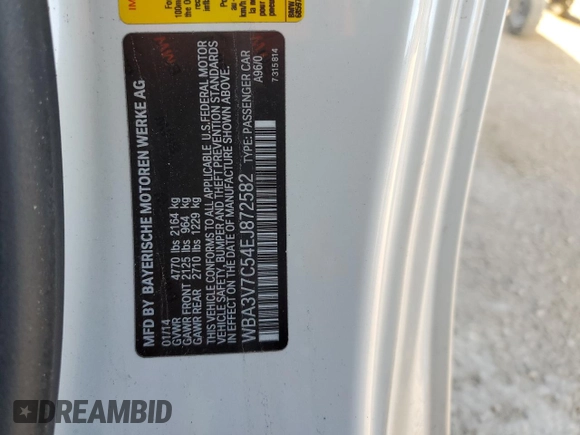 MFD BY BAYERISCHE MOTOREN WERKE AG
01/14
GVWR 4770 lbs 2164 kg
GAWR FRONT 2125 lbs 964 kg
GAWR REAR 2710 lbs 1229 kg
THIS VEHICLE CONFORMS TO ALL APPLICABLE U.S.FEDERAL MOTOR
VEHICLE SAFETY, BUMPER AND THEFT PREVENTION STANDARDS
IN EFFECT ON THE DATE OF MANUFACTURE SHOWN ABOVE.
WBA3V7C54EJ872582 TYPE: PASSENGER CAR
A96/0
7315814
DREAMBID